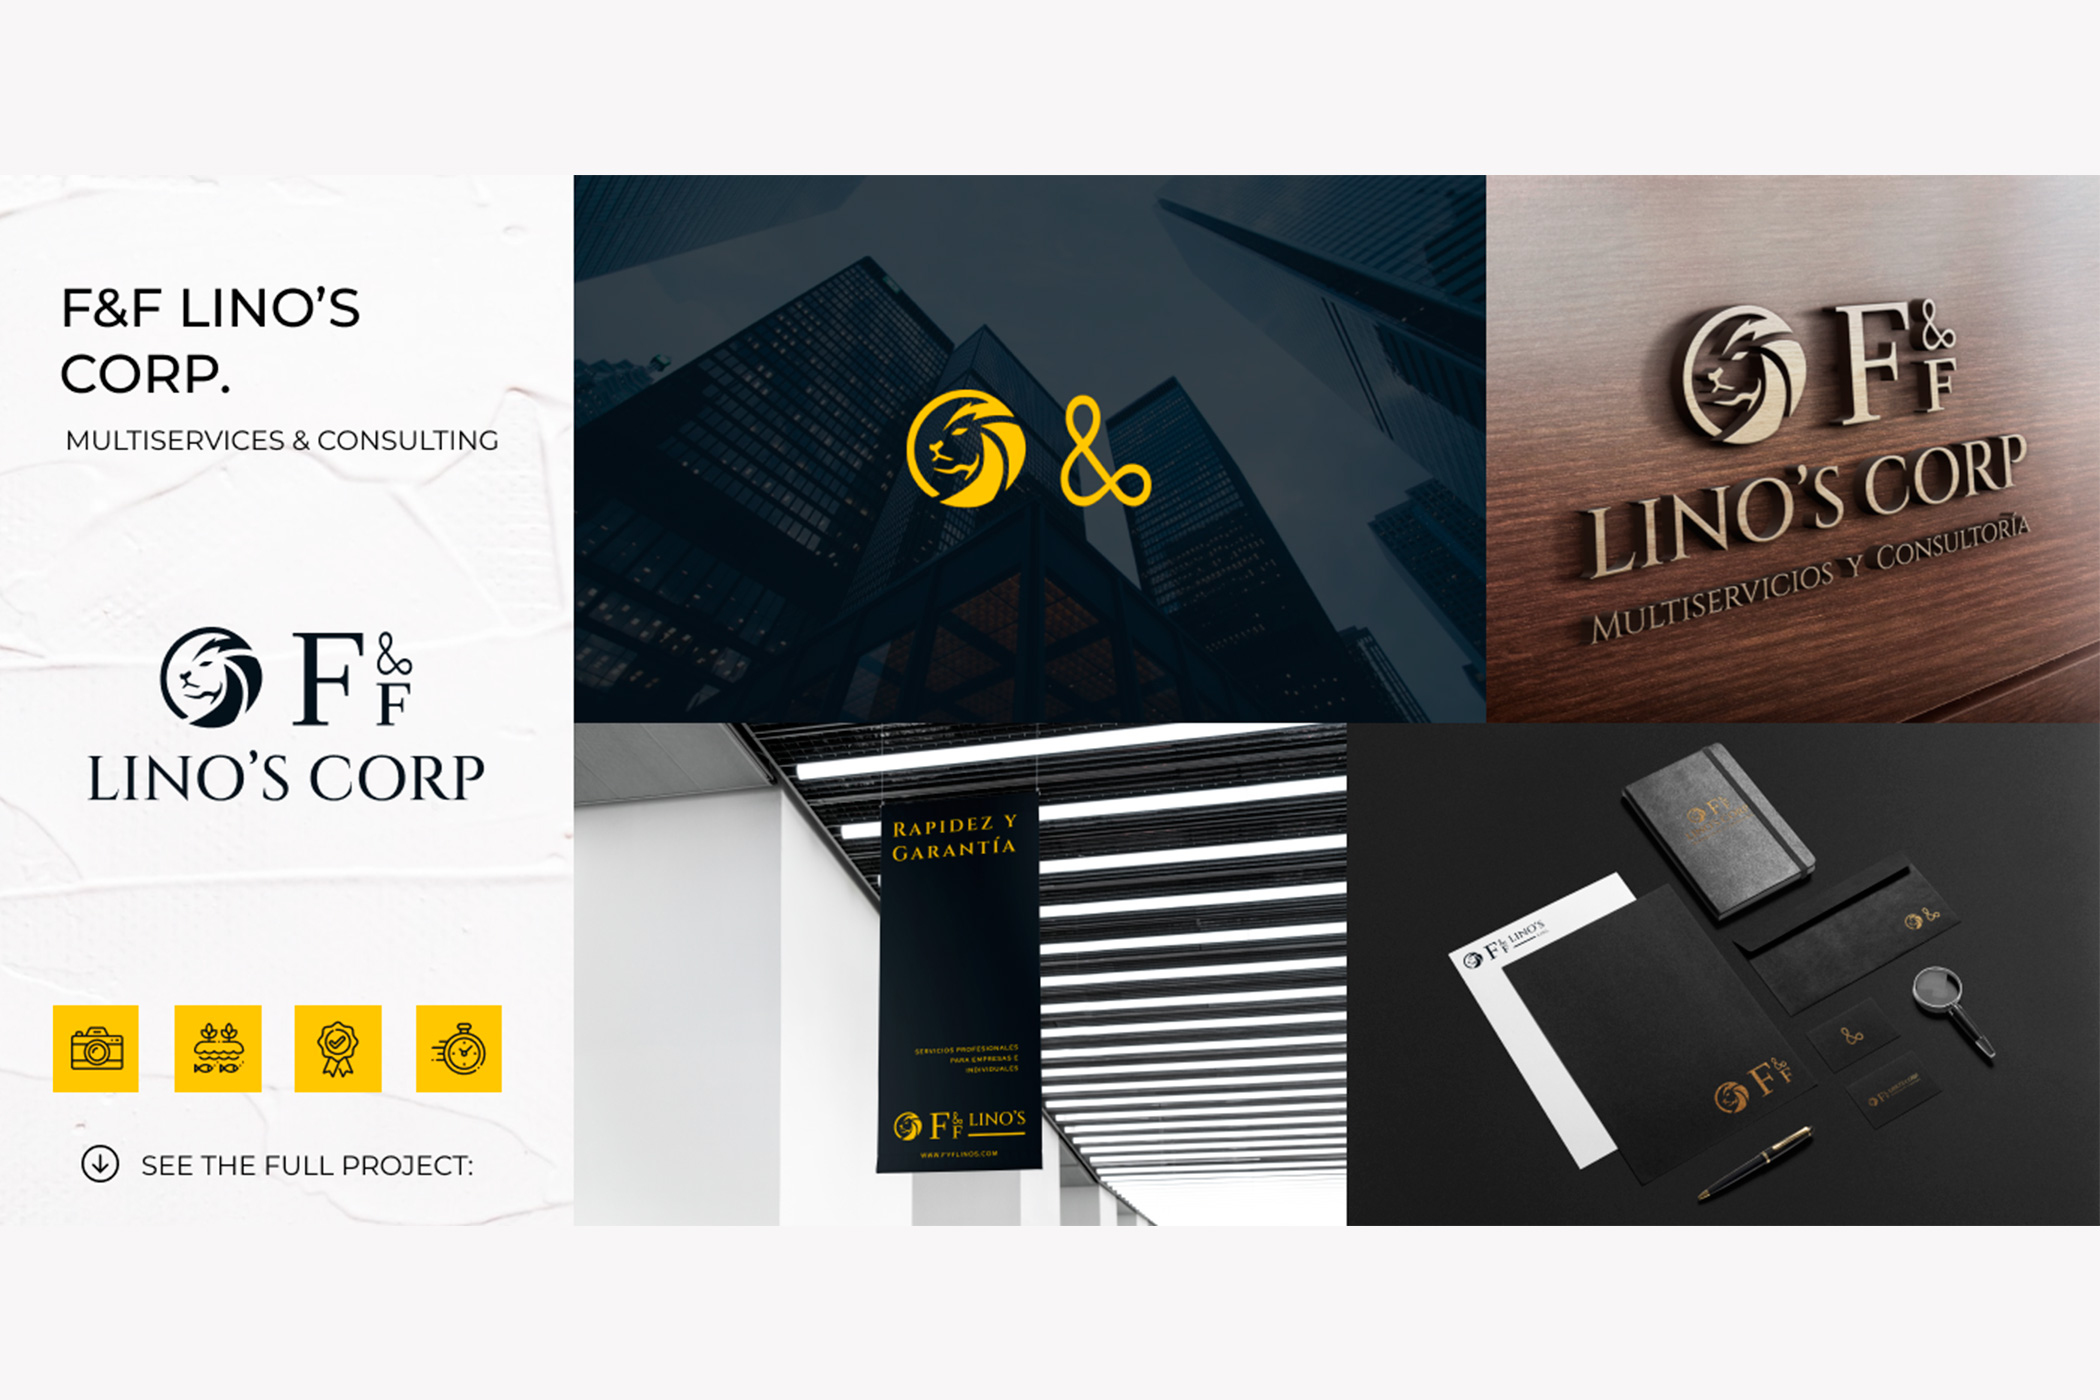 F&F LINO’S
CORP.
MULTISERVICES & CONSULTING
F&F
LINO’S CORP
SEE THE FULL PROJECT:
&
F&F
LINO’S CORP
Multiservicios y Consultoría
Rapidez y
Garantía
SERVICIOS PROFESIONALES
PARA EMPRESAS E
INDIVIDUALES
F&F LINO’S
WWW.FYFLINOS.COM
F&F
F&F LINO’S
&
F&F
&